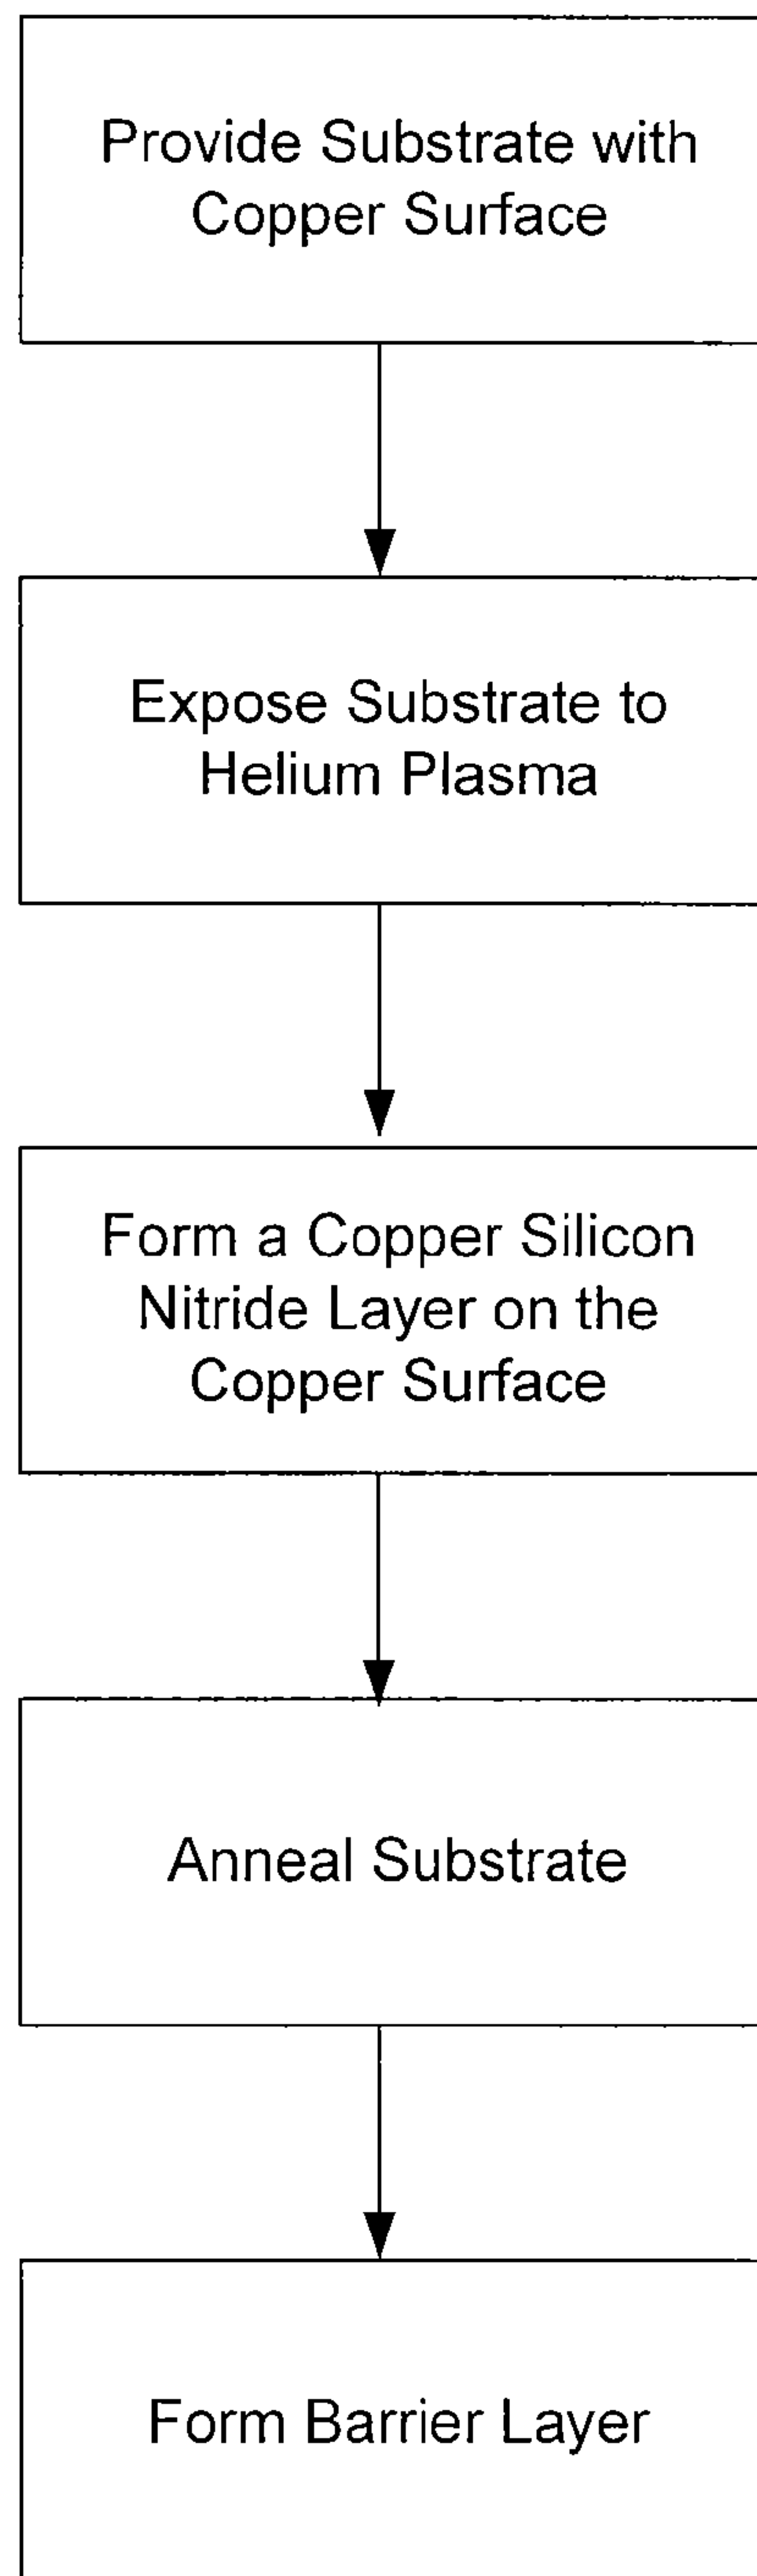 Provide Substrate with
Copper Surface
Expose Substrate to
Helium Plasma
Form a Copper Silicon
Nitride Layer on the
Copper Surface
Anneal Substrate
Form Barrier Layer